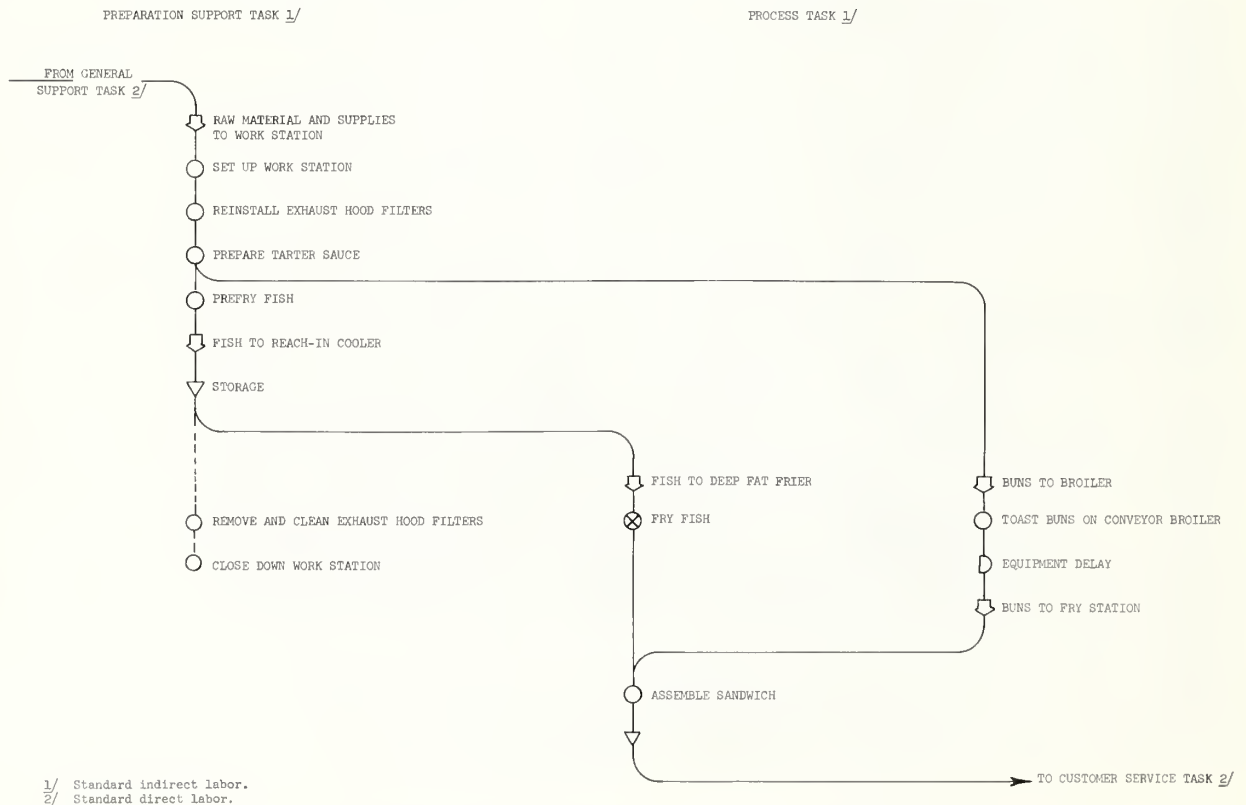 PREPARATION SUPPORT TASK 1/
PROCESS TASK 1/
FROM GENERAL
SUPPORT TASK 2/
RAW MATERIAL AND SUPPLIES
TO WORK STATION
SET UP WORK STATION
REINSTALL EXHAUST HOOD FILTERS
PREPARE TARTER SAUCE
PREFRY FISH
FISH TO REACH-IN COOLER
STORAGE
REMOVE AND CLEAN EXHAUST HOOD FILTERS
CLOSE DOWN WORK STATION
FISH TO DEEP FAT FRIER
FRY FISH
BUNS TO BROILER
TOAST BUNS ON CONVEYOR BROILER
EQUIPMENT DELAY
BUNS TO FRY STATION
ASSEMBLE SANDWICH
TO CUSTOMER SERVICE TASK 2/
1/ Standard indirect labor.
2/ Standard direct labor.